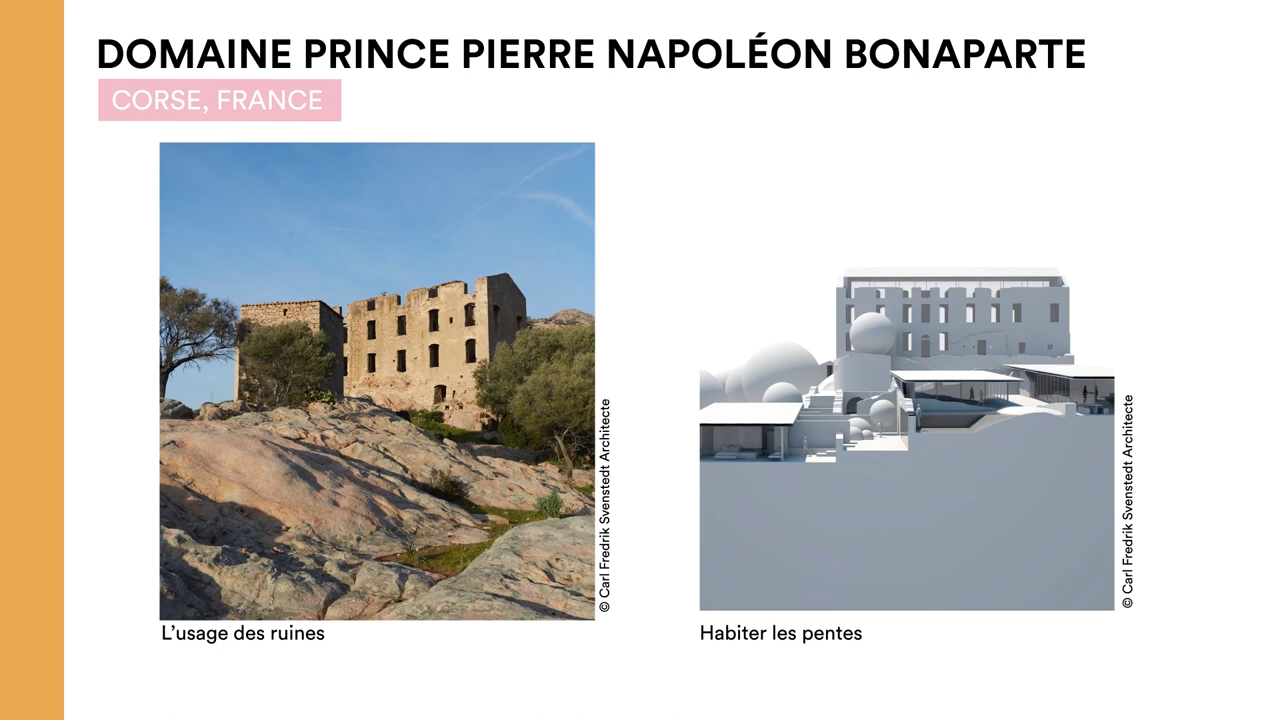 DOMAINE PRINCE PIERRE NAPOLÉON BONAPARTE
CORSE, FRANCE
© Carl Fredrik Svenstedt Architecte
L’usage des ruines
© Carl Fredrik Svenstedt Architecte
Habiter les pentes